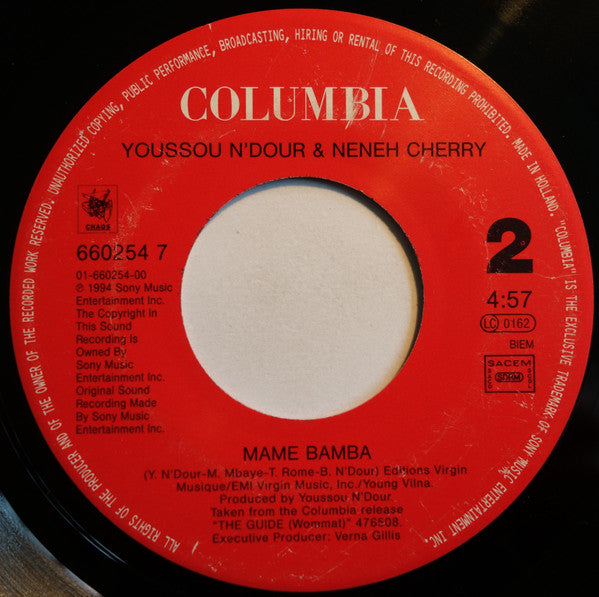 ALL RIGHTS OF THE PRODUCER AND OF THE OWNER OF THE RECORDED WORK RESERVED. UNAUTHORIZED COPYING, PUBLIC PERFORMANCE, BROADCASTING, HIRING OR RENTAL OF THIS RECORDING PROHIBITED. MADE IN HOLLAND. "COLUMBIA" IS THE EXCLUSIVE TRADEMARK OF SONY MUSIC ENTERTAINMENT INC.
COLUMBIA
YOUSSOU N'DOUR & NENEH CHERRY
CHAOS
660254 7
01-660254-00
℗ 1994 Sony Music
Entertainment Inc.
The Copyright In
This Sound
Recording Is
Owned By
Sony Music
Entertainment Inc.
Original Sound
Recording Made
By Sony Music
Entertainment Inc.
2
4:57
LC 0162
BIEM
SACEM
SDRM
MAME BAMBA
(Y. N'Dour-M. Mbaye-T. Rome-B. N'Dour) Editions Virgin
Musique/EMI Virgin Music, Inc./Young Vilna.
Produced by Youssou N'Dour.
Taken from the Columbia release
"THE GUIDE (Wommat)" 476508.
Executive Producer: Verna Gillis